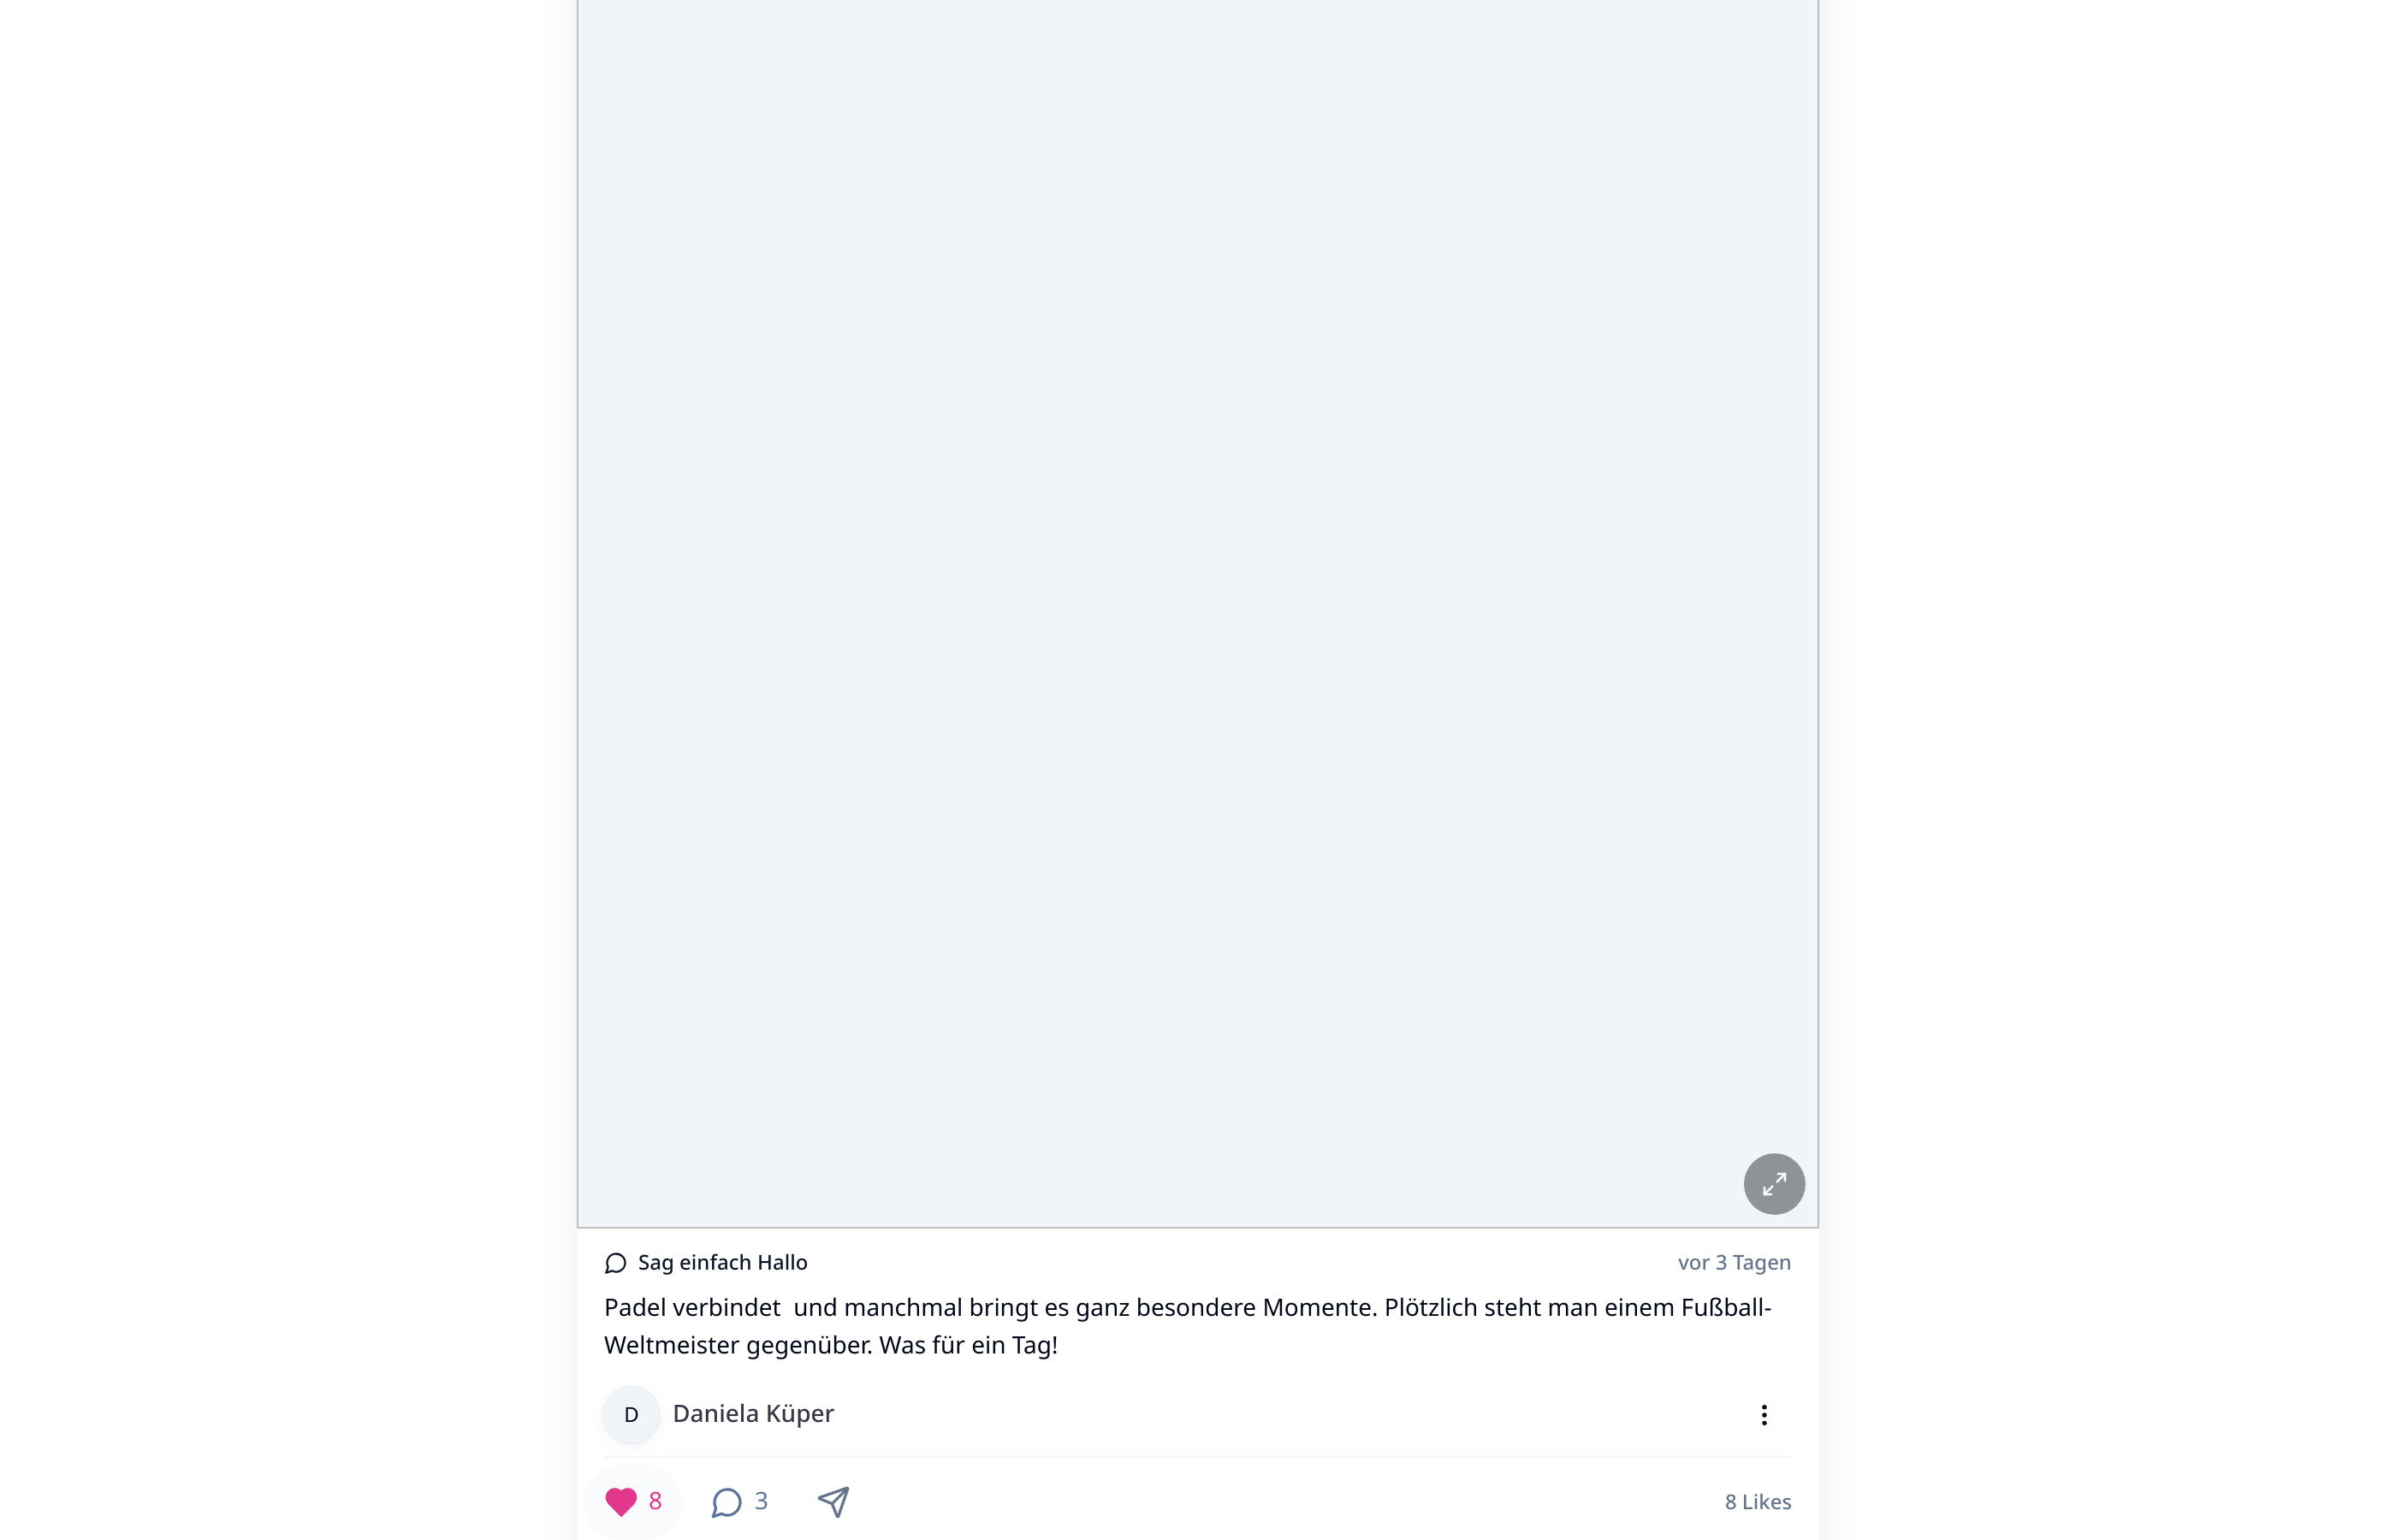 Sag einfach Hallo
vor 3 Tagen
Padel verbindet  und manchmal bringt es ganz besondere Momente. Plötzlich steht man einem Fußball-
Weltmeister gegenüber. Was für ein Tag!
D
Daniela Küper
8
3
8 Likes